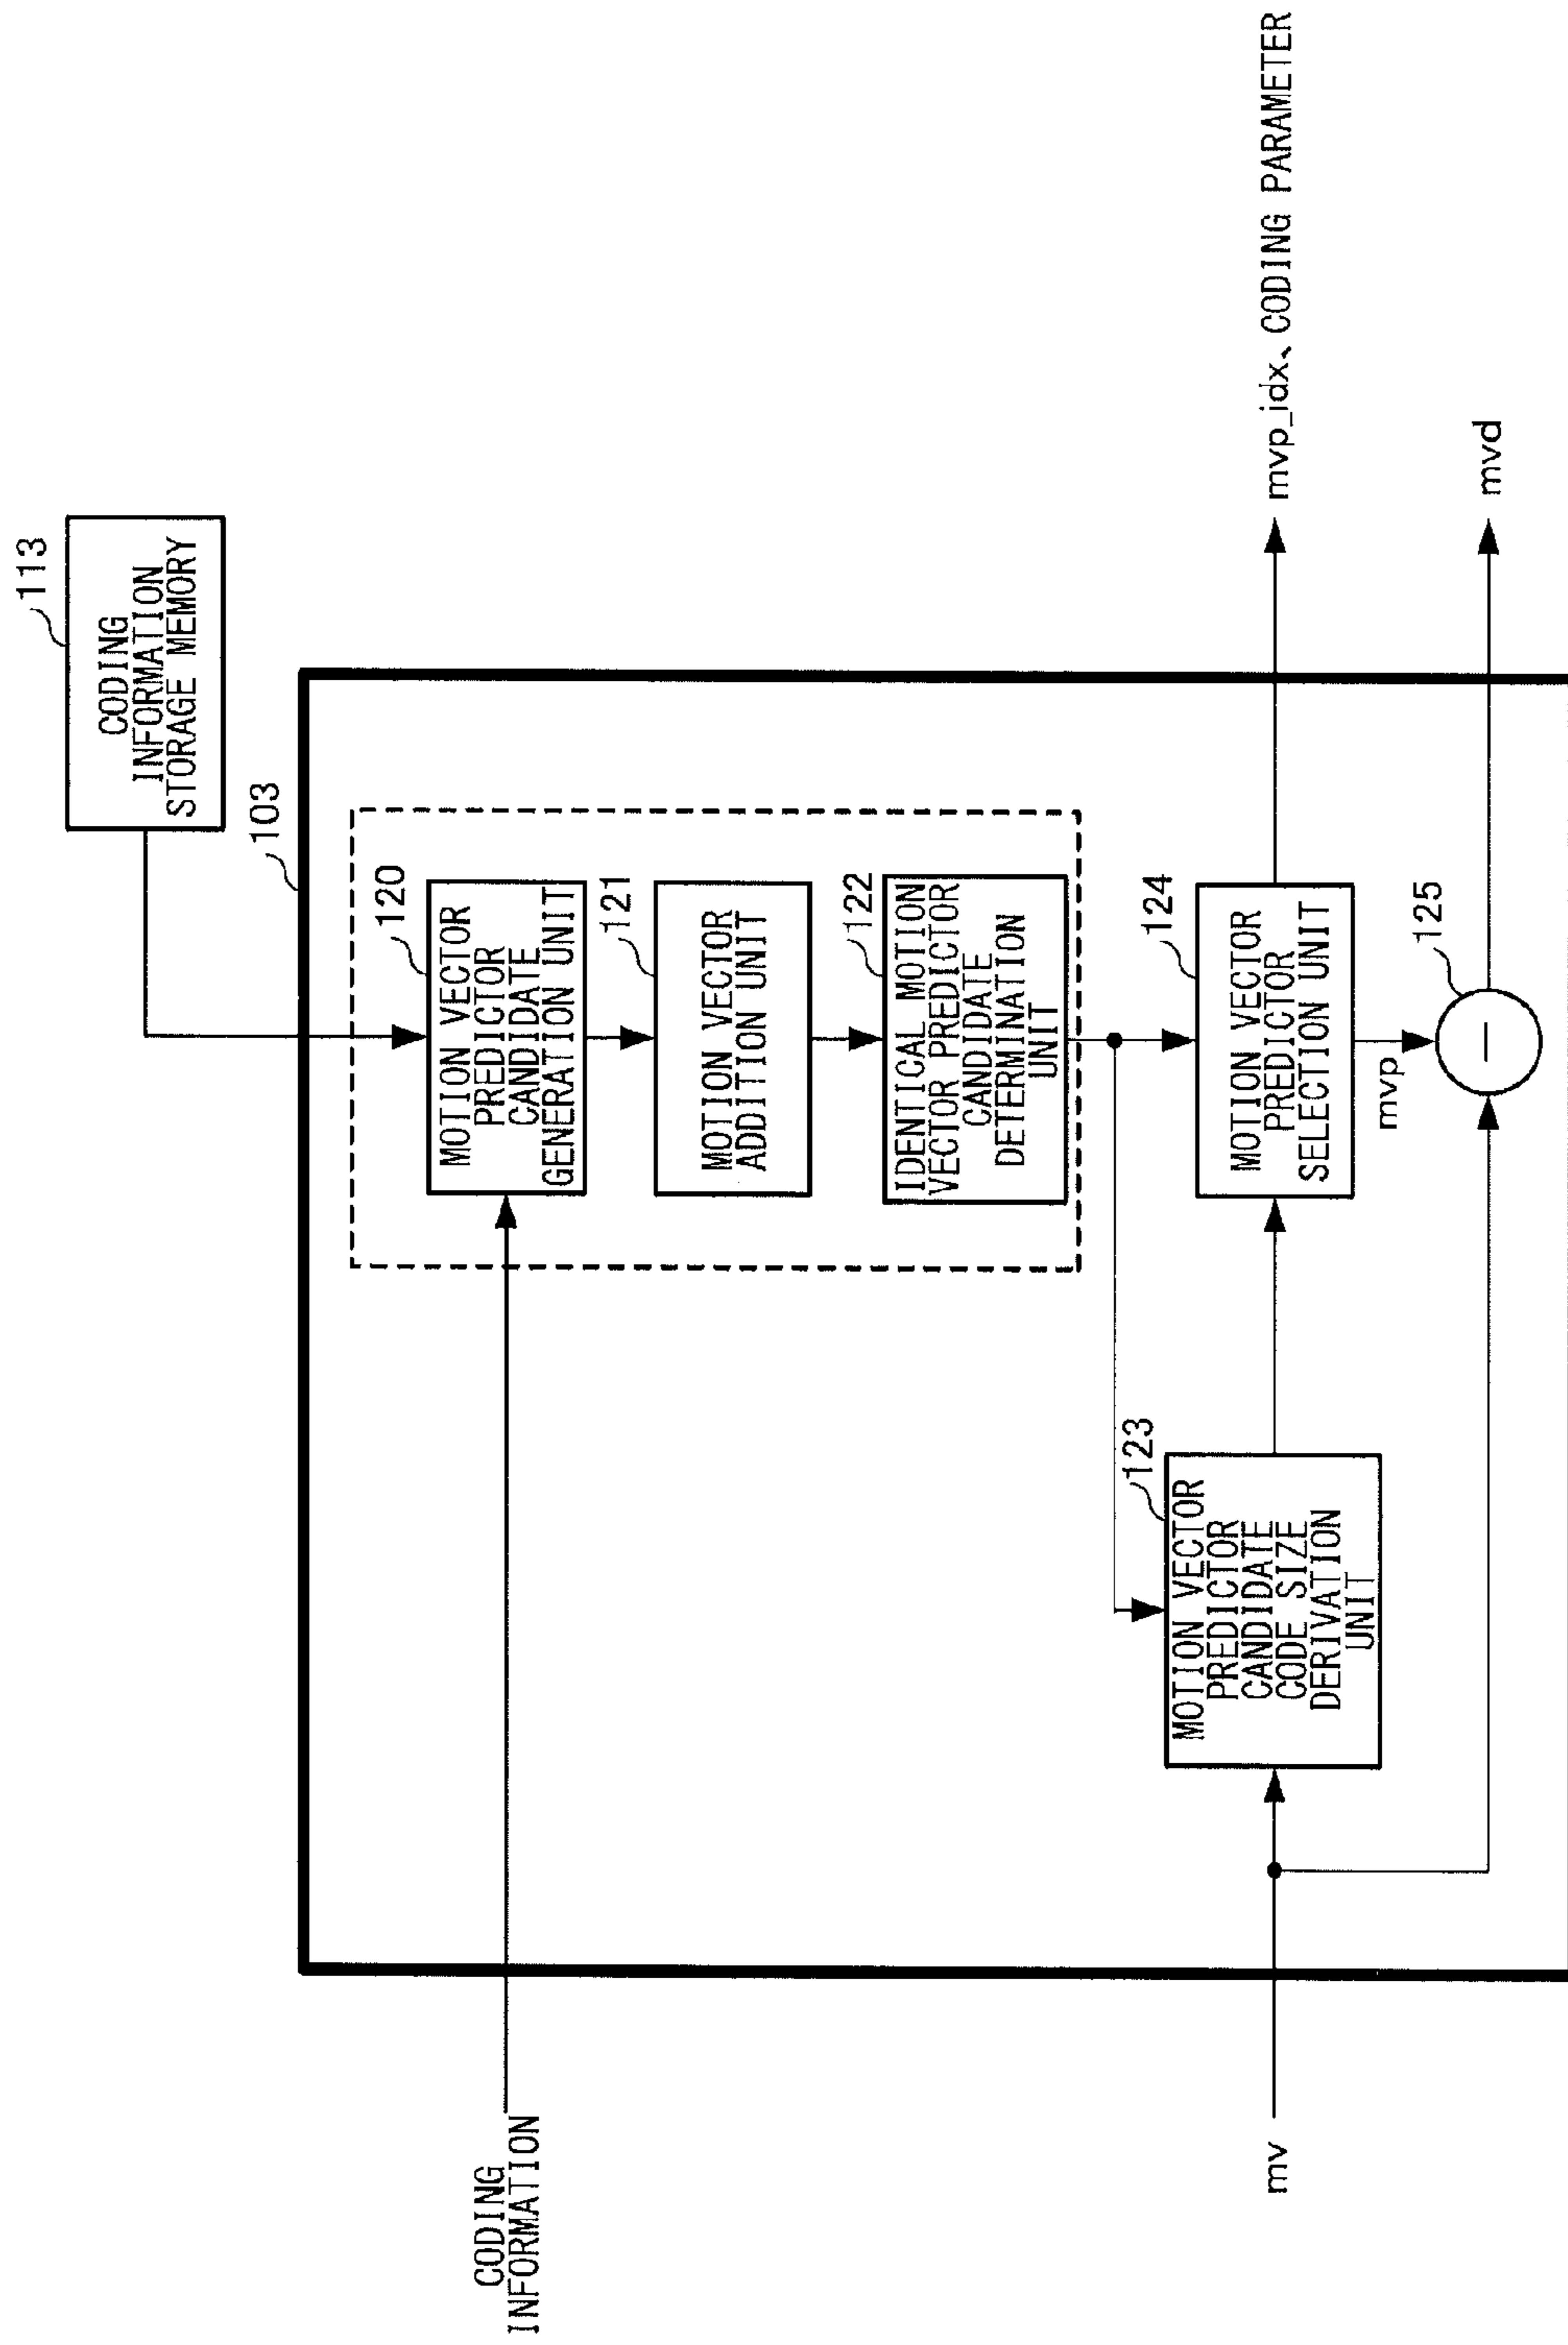 113
CODING
INFORMATION
STORAGE MEMORY
103
120
MOTION VECTOR
PREDICTOR
CANDIDATE
GENERATION UNIT
CODING
INFORMATION
121
MOTION VECTOR
ADDITION UNIT
122
IDENTICAL MOTION
VECTOR PREDICTOR
CANDIDATE
DETERMINATION
UNIT
123
MOTION VECTOR
PREDICTOR
CANDIDATE
CODE SIZE
DERIVATION
UNIT
124
MOTION VECTOR
PREDICTOR
SELECTION UNIT
mv
mvp_idx、CODING PARAMETER
mvp
125
−
mvd